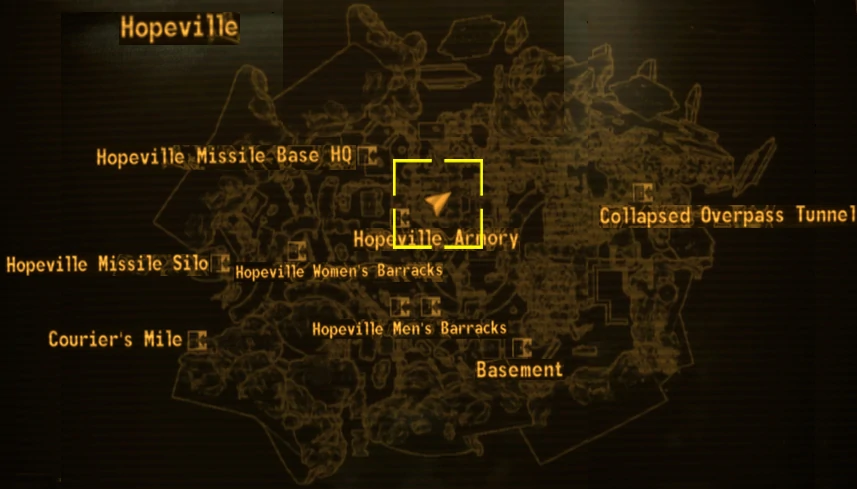 Hopeville
Hopeville Missile Base HQ
Collapsed Overpass Tunnel
Hopeville Armory
Hopeville Missile Silo
Hopeville Women's Barracks
Hopeville Men's Barracks
Courier's Mile
Basement